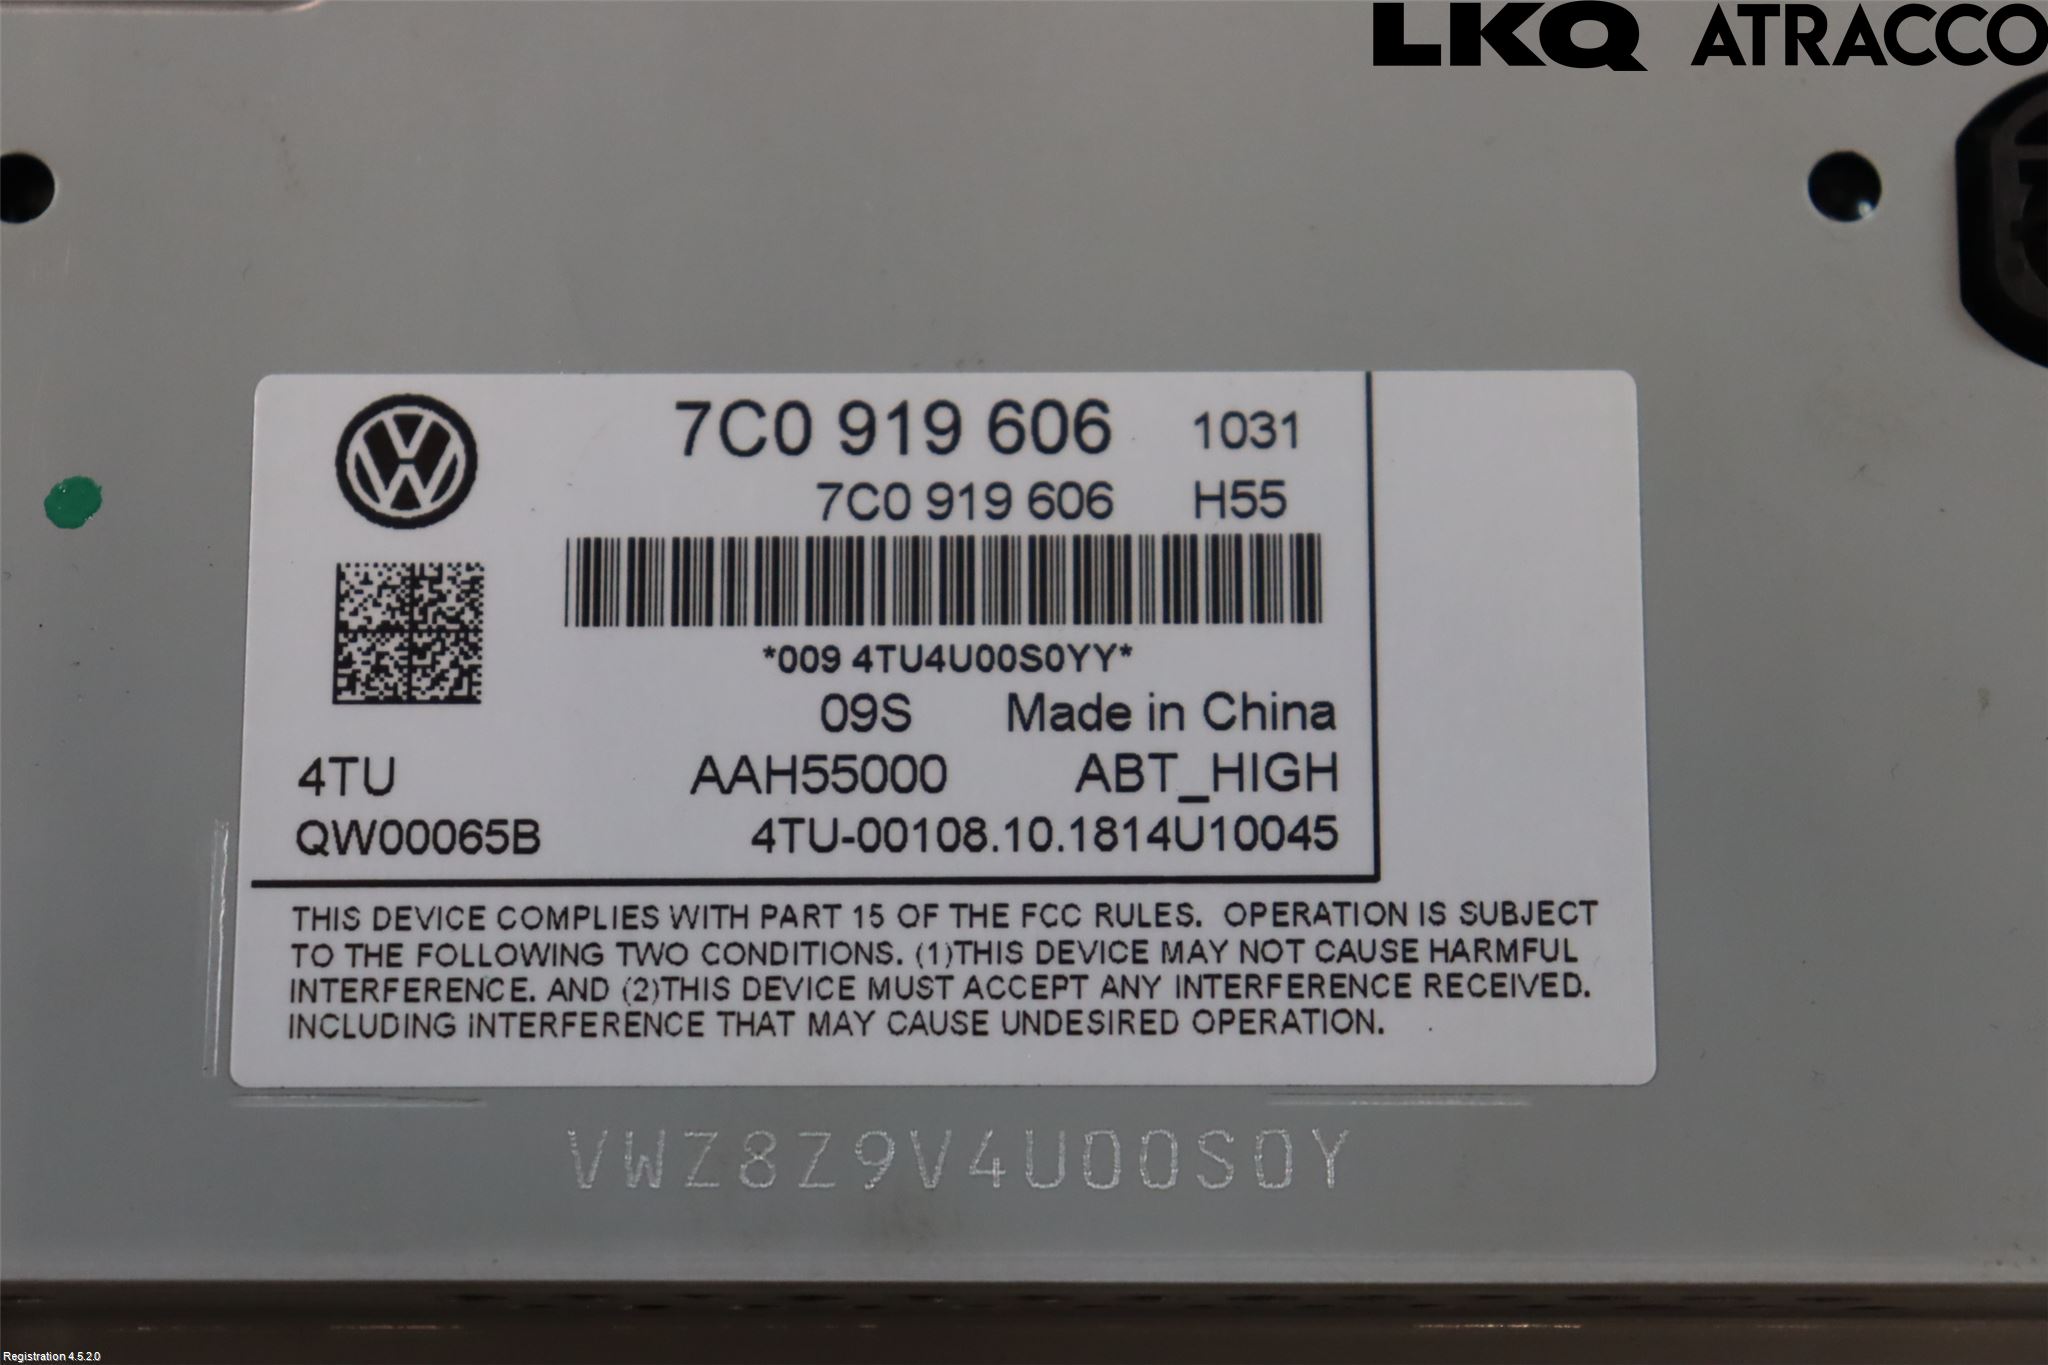 LKQ ATRACCO
7C0 919 606 1031
7C0 919 606 H55
*009 4TU4U00S0YY*
09S Made in China
4TU AAH55000 ABT_HIGH
QW00065B 4TU-00108.10.1814U10045
THIS DEVICE COMPLIES WITH PART 15 OF THE FCC RULES. OPERATION IS SUBJECT
TO THE FOLLOWING TWO CONDITIONS. (1)THIS DEVICE MAY NOT CAUSE HARMFUL
INTERFERENCE. AND (2)THIS DEVICE MUST ACCEPT ANY INTERFERENCE RECEIVED.
INCLUDING INTERFERENCE THAT MAY CAUSE UNDESIRED OPERATION.
VWZ8Z9V4U00S0Y
Registration 4.5.2.0